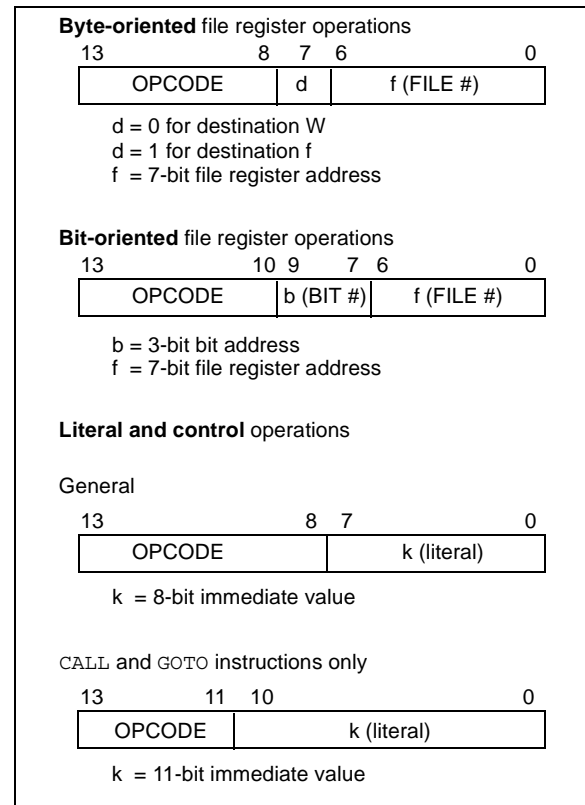 Byte-oriented file register operations
13 8 7 6 0
OPCODE d f (FILE #)
d = 0 for destination W
d = 1 for destination f
f = 7-bit file register address
Bit-oriented file register operations
13 10 9 7 6 0
OPCODE b (BIT #) f (FILE #)
b = 3-bit bit address
f = 7-bit file register address
Literal and control operations
General
13 8 7 0
OPCODE k (literal)
k = 8-bit immediate value
CALL and GOTO instructions only
13 11 10 0
OPCODE k (literal)
k = 11-bit immediate value